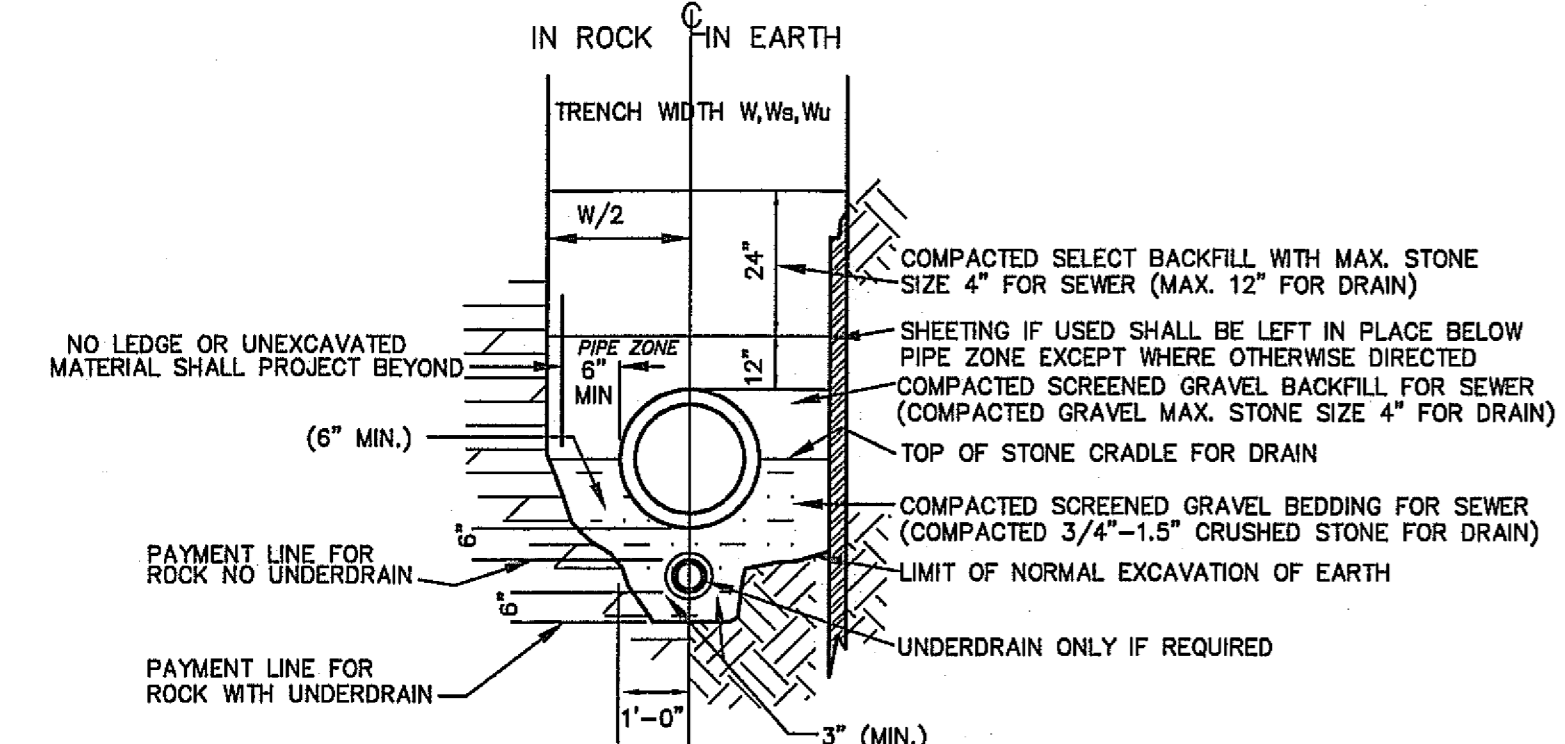 ℄
IN ROCK IN EARTH
TRENCH WIDTH W,Ws,Wu
W/2
24"
COMPACTED SELECT BACKFILL WITH MAX. STONE
SIZE 4" FOR SEWER (MAX. 12" FOR DRAIN)
SHEETING IF USED SHALL BE LEFT IN PLACE BELOW
PIPE ZONE EXCEPT WHERE OTHERWISE DIRECTED
NO LEDGE OR UNEXCAVATED
MATERIAL SHALL PROJECT BEYOND
PIPE ZONE
6"
MIN
12"
COMPACTED SCREENED GRAVEL BACKFILL FOR SEWER
(COMPACTED GRAVEL MAX. STONE SIZE 4" FOR DRAIN)
(6" MIN.)
TOP OF STONE CRADLE FOR DRAIN
COMPACTED SCREENED GRAVEL BEDDING FOR SEWER
(COMPACTED 3/4"-1.5" CRUSHED STONE FOR DRAIN)
6"
PAYMENT LINE FOR
ROCK NO UNDERDRAIN
LIMIT OF NORMAL EXCAVATION OF EARTH
6"
UNDERDRAIN ONLY IF REQUIRED
PAYMENT LINE FOR
ROCK WITH UNDERDRAIN
1'-0"
3" (MIN.)